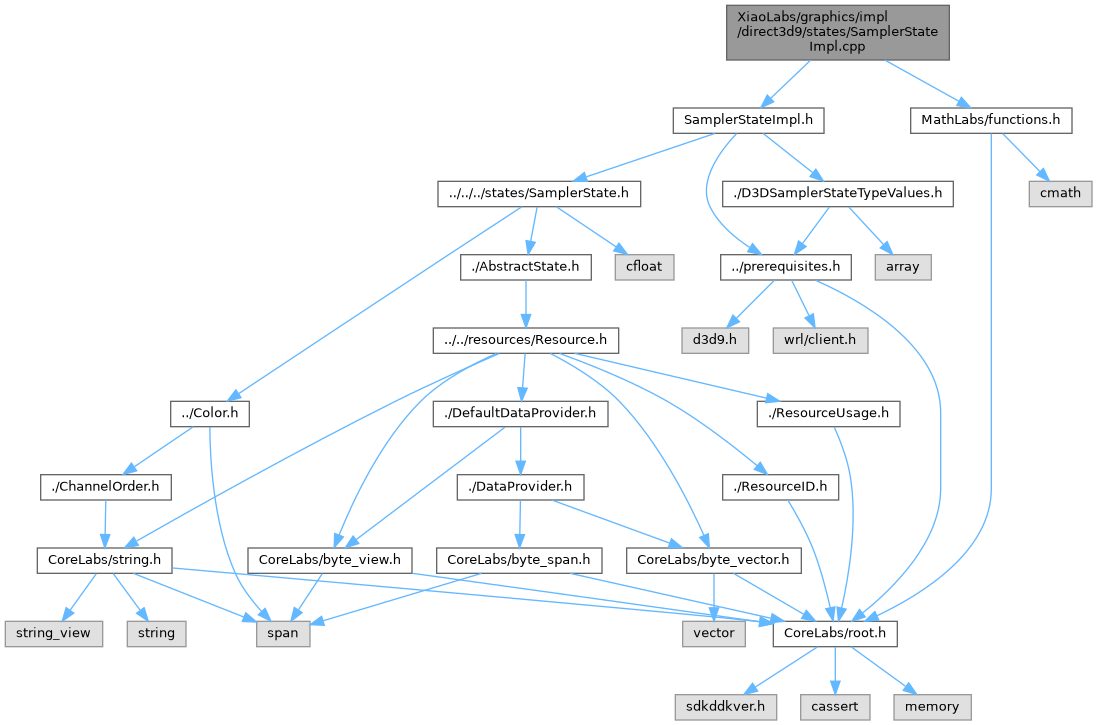 XiaoLabs/graphics/impl
/direct3d9/states/SamplerState
Impl.cpp
SamplerStateImpl.h
MathLabs/functions.h
../../../states/SamplerState.h
./D3DSamplerStateTypeValues.h
cmath
./AbstractState.h
cfloat
../prerequisites.h
array
../../resources/Resource.h
d3d9.h
wrl/client.h
../Color.h
./DefaultDataProvider.h
./ResourceUsage.h
./ChannelOrder.h
./DataProvider.h
./ResourceID.h
CoreLabs/string.h
CoreLabs/byte_view.h
CoreLabs/byte_span.h
CoreLabs/byte_vector.h
string_view
string
span
vector
CoreLabs/root.h
sdkddkver.h
cassert
memory